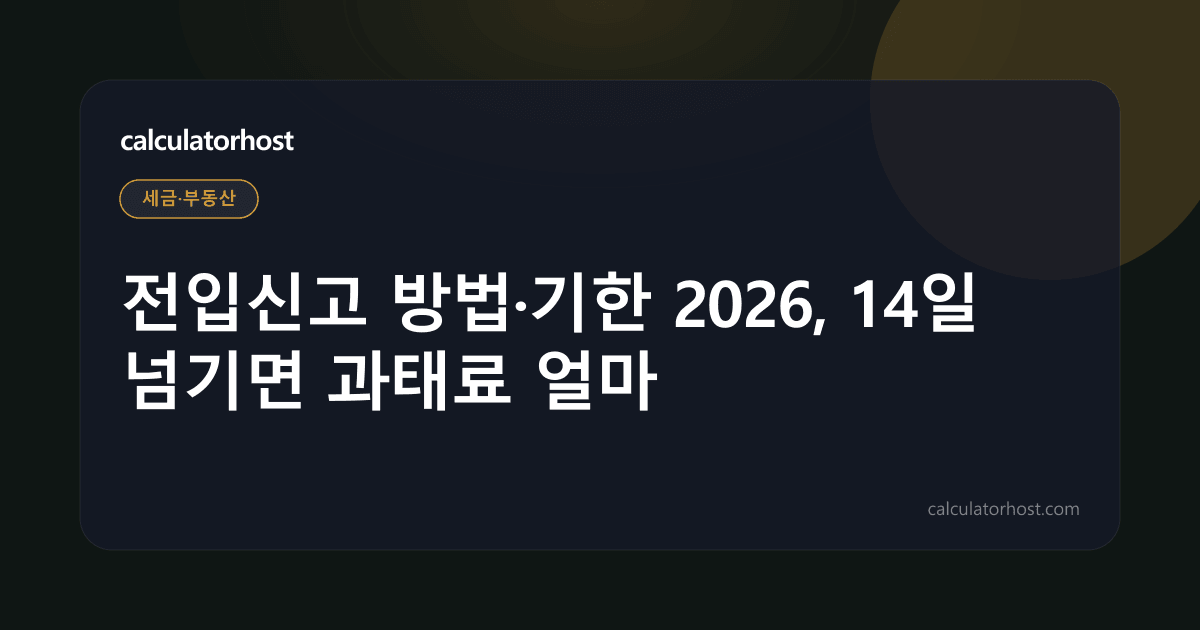 calculatorhost
세금·부동산
전입신고 방법·기한 2026, 14일
넘기면 과태료 얼마
calculatorhost.com